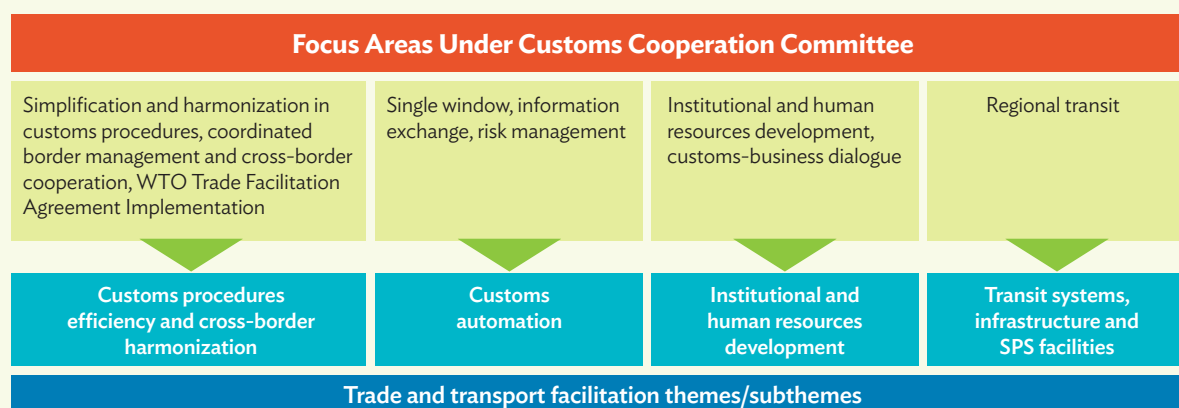 Focus Areas Under Customs Cooperation Committee
Simplification and harmonization in
customs procedures, coordinated
border management and cross-border
cooperation, WTO Trade Facilitation
Agreement Implementation
Single window, information
exchange, risk management
Institutional and human
resources development,
customs-business dialogue
Regional transit
Customs procedures
efficiency and cross-border
harmonization
Customs
automation
Institutional and
human resources
development
Transit systems,
infrastructure and
SPS facilities
Trade and transport facilitation themes/subthemes